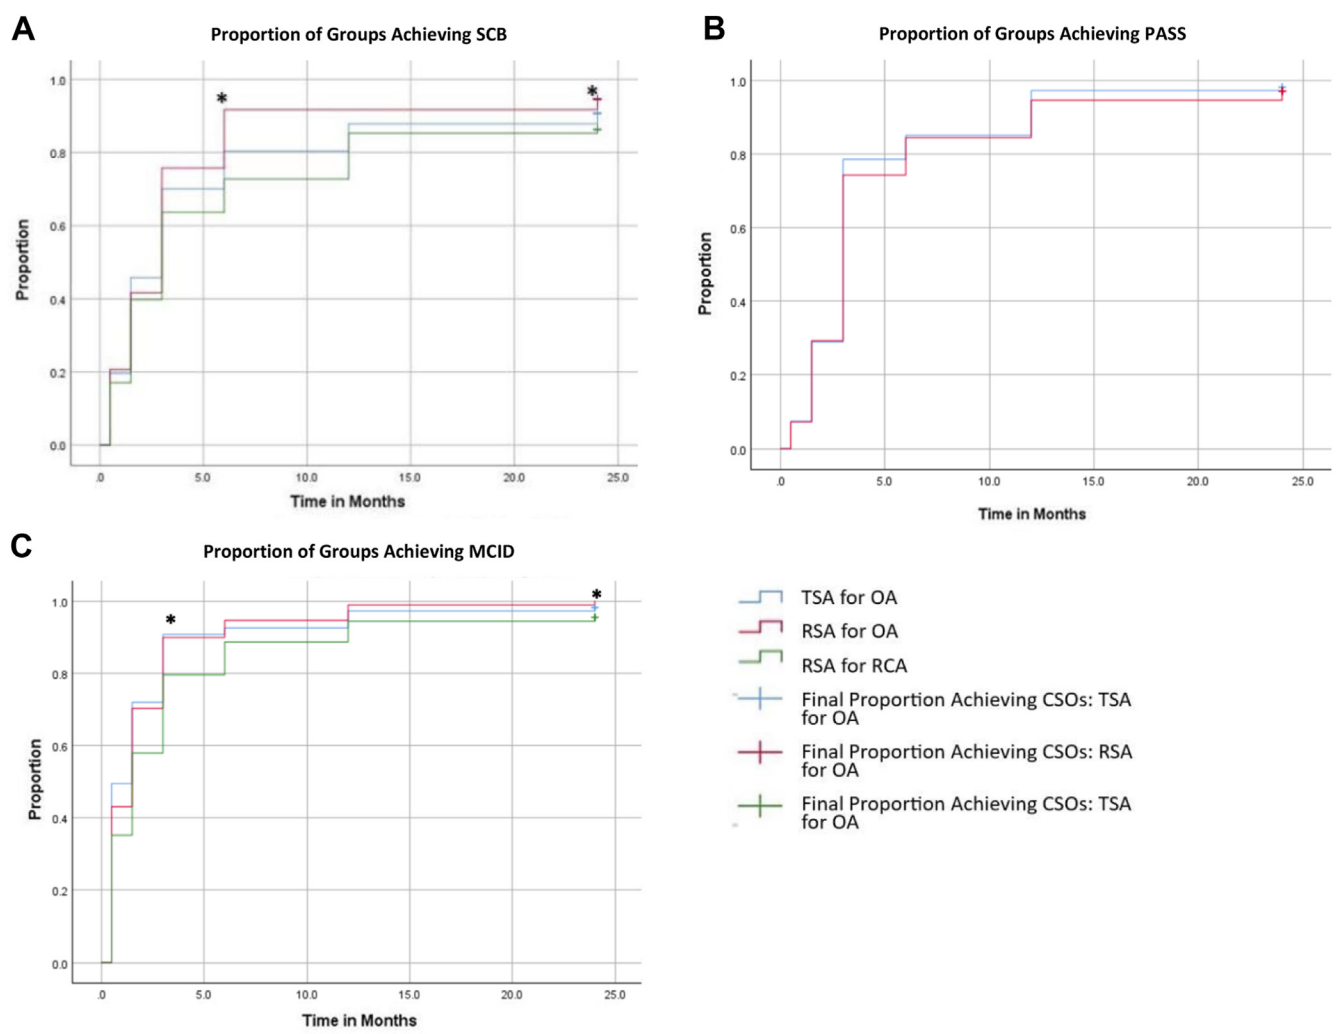 A
Proportion of Groups Achieving SCB
Proportion
1.0
0.8
0.6
0.4
0.2
0.0
*
*
.0 5.0 10.0 15.0 20.0 25.0
Time in Months
B
Proportion of Groups Achieving PASS
Proportion
1.0
0.8
0.6
0.4
0.2
0.0
.0 5.0 10.0 15.0 20.0 25.0
Time in Months
C
Proportion of Groups Achieving MCID
Proportion
1.0
0.8
0.6
0.4
0.2
0.0
*
*
.0 5.0 10.0 15.0 20.0 25.0
Time in Months
TSA for OA
RSA for OA
RSA for RCA
Final Proportion Achieving CSOs: TSA
for OA
Final Proportion Achieving CSOs: RSA
for OA
Final Proportion Achieving CSOs: TSA
for OA